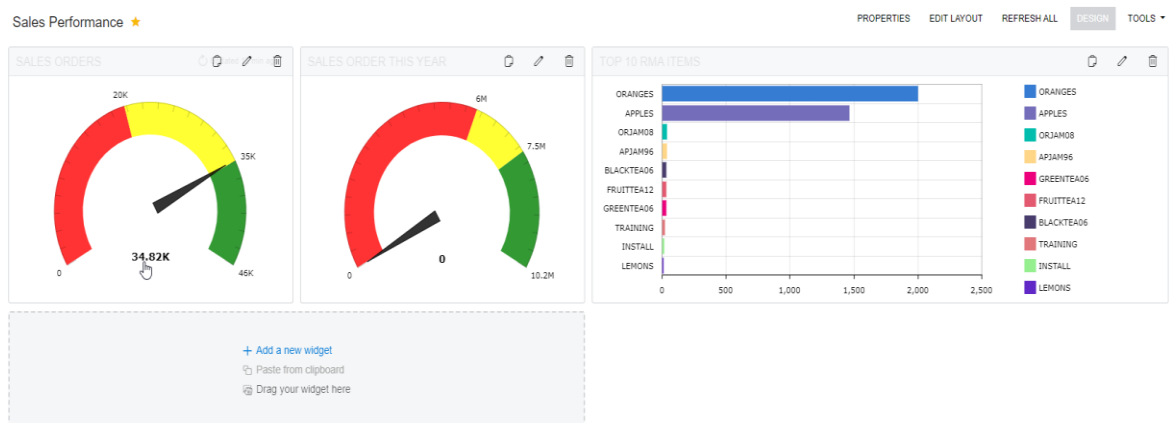 Sales Performance
PROPERTIES EDIT LAYOUT REFRESH ALL DESIGN TOOLS
SALES ORDERS
20K
35K
34.82K
0
46K
SALES ORDER THIS YEAR
6M
7.5M
0
0
10.2M
TOP 10 RMA ITEMS
ORANGES
APPLES
ORJAM08
APJAM96
BLACKTEA06
FRUITTEA12
GREENTEA06
TRAINING
INSTALL
LEMONS
0 500 1,000 1,500 2,000 2,500
ORANGES
APPLES
ORJAM08
APJAM96
GREENTEA06
FRUITTEA12
BLACKTEA06
TRAINING
INSTALL
LEMONS
Add a new widget
Paste from clipboard
Drag your widget here